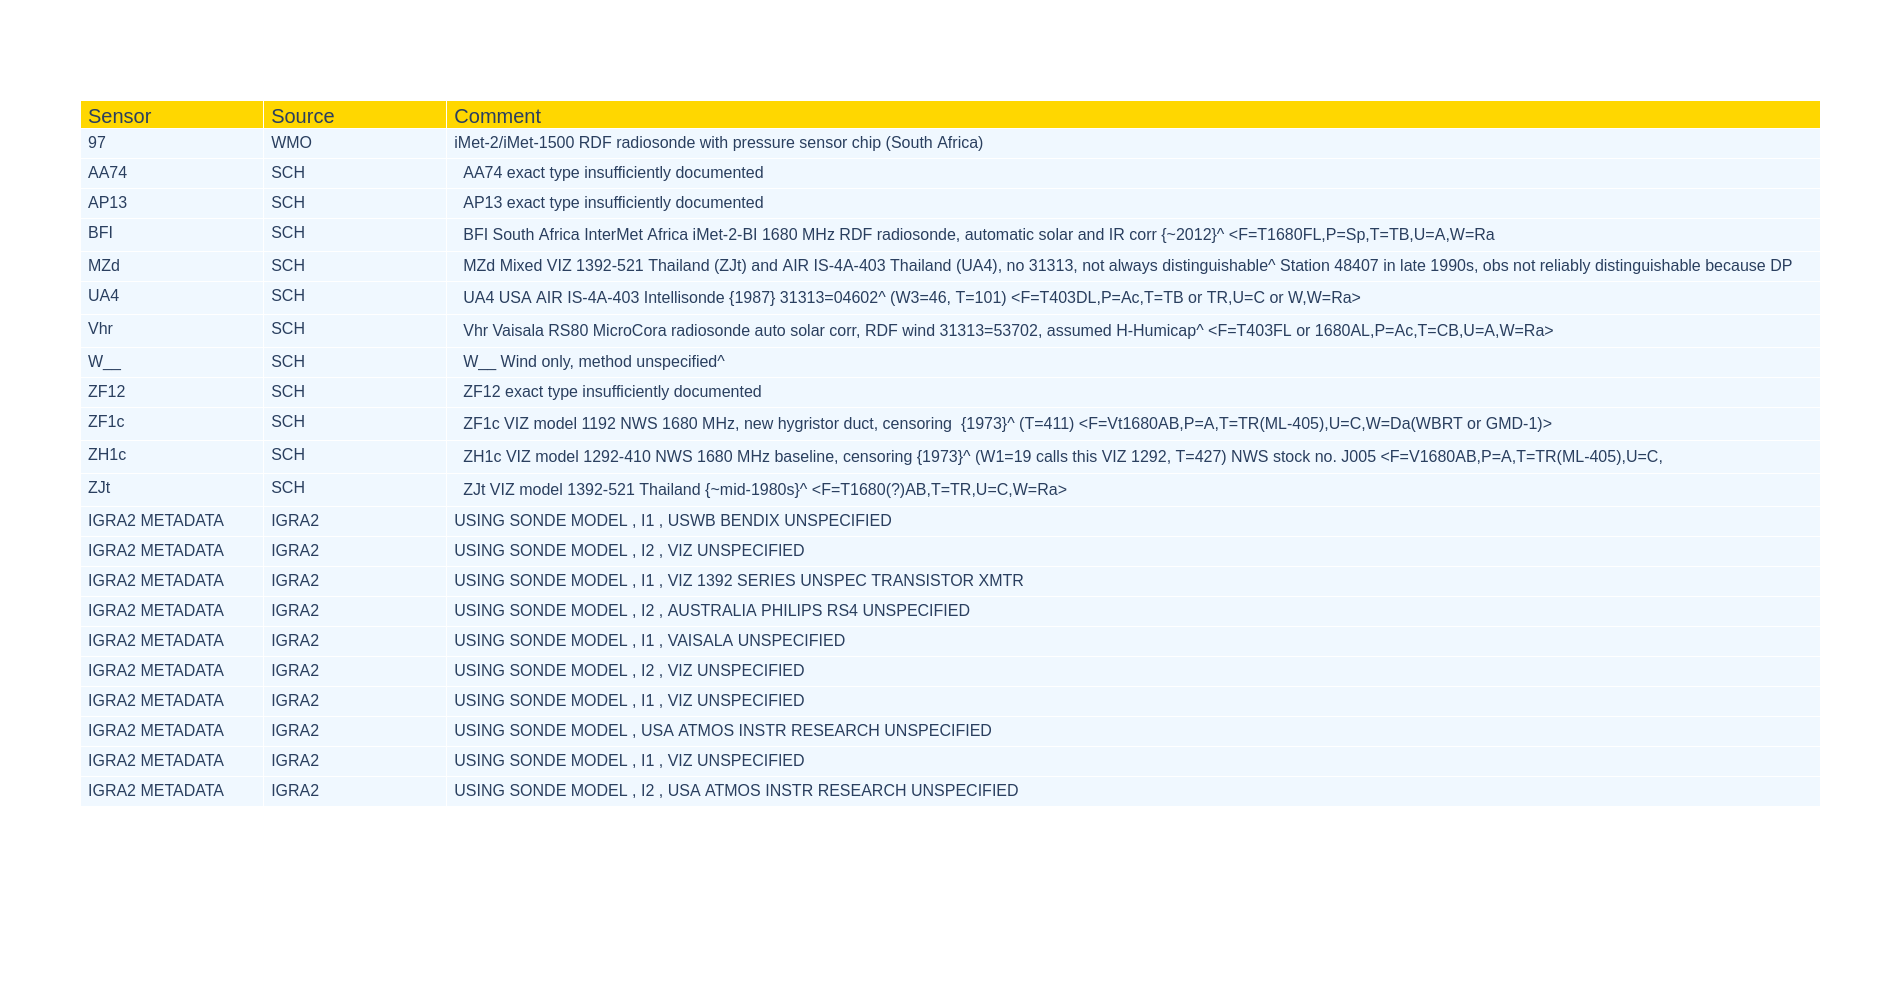 Sensor Source Comment
97 WMO iMet-2/iMet-1500 RDF radiosonde with pressure sensor chip (South Africa)
AA74 SCH AA74 exact type insufficiently documented
AP13 SCH AP13 exact type insufficiently documented
BFI SCH BFI South Africa InterMet Africa iMet-2-BI 1680 MHz RDF radiosonde, automatic solar and IR corr {~2012}^ <F=T1680FL,P=Sp,T=TB,U=A,W=Ra
MZd SCH MZd Mixed VIZ 1392-521 Thailand (ZJt) and AIR IS-4A-403 Thailand (UA4), no 31313, not always distinguishable^ Station 48407 in late 1990s, obs not reliably distinguishable because DP
UA4 SCH UA4 USA AIR IS-4A-403 Intellisonde {1987} 31313=04602^ (W3=46, T=101) <F=T403DL,P=Ac,T=TB or TR,U=C or W,W=Ra>
Vhr SCH Vhr Vaisala RS80 MicroCora radiosonde auto solar corr, RDF wind 31313=53702, assumed H-Humicap^ <F=T403FL or 1680AL,P=Ac,T=CB,U=A,W=Ra>
W__ SCH W__ Wind only, method unspecified^
ZF12 SCH ZF12 exact type insufficiently documented
ZF1c SCH ZF1c VIZ model 1192 NWS 1680 MHz, new hygristor duct, censoring  {1973}^ (T=411) <F=Vt1680AB,P=A,T=TR(ML-405),U=C,W=Da(WBRT or GMD-1)>
ZH1c SCH ZH1c VIZ model 1292-410 NWS 1680 MHz baseline, censoring {1973}^ (W1=19 calls this VIZ 1292, T=427) NWS stock no. J005 <F=V1680AB,P=A,T=TR(ML-405),U=C,
ZJt SCH ZJt VIZ model 1392-521 Thailand {~mid-1980s}^ <F=T1680(?)AB,T=TR,U=C,W=Ra>
IGRA2 METADATA IGRA2 USING SONDE MODEL , I1 , USWB BENDIX UNSPECIFIED
IGRA2 METADATA IGRA2 USING SONDE MODEL , I2 , VIZ UNSPECIFIED
IGRA2 METADATA IGRA2 USING SONDE MODEL , I1 , VIZ 1392 SERIES UNSPEC TRANSISTOR XMTR
IGRA2 METADATA IGRA2 USING SONDE MODEL , I2 , AUSTRALIA PHILIPS RS4 UNSPECIFIED
IGRA2 METADATA IGRA2 USING SONDE MODEL , I1 , VAISALA UNSPECIFIED
IGRA2 METADATA IGRA2 USING SONDE MODEL , I2 , VIZ UNSPECIFIED
IGRA2 METADATA IGRA2 USING SONDE MODEL , I1 , VIZ UNSPECIFIED
IGRA2 METADATA IGRA2 USING SONDE MODEL , USA ATMOS INSTR RESEARCH UNSPECIFIED
IGRA2 METADATA IGRA2 USING SONDE MODEL , I1 , VIZ UNSPECIFIED
IGRA2 METADATA IGRA2 USING SONDE MODEL , I2 , USA ATMOS INSTR RESEARCH UNSPECIFIED